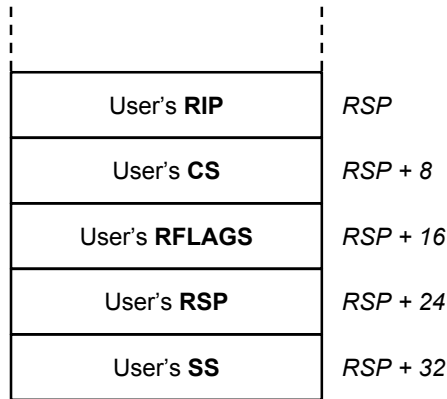 User's RIP RSP
User's CS RSP + 8
User's RFLAGS RSP + 16
User's RSP RSP + 24
User's SS RSP + 32